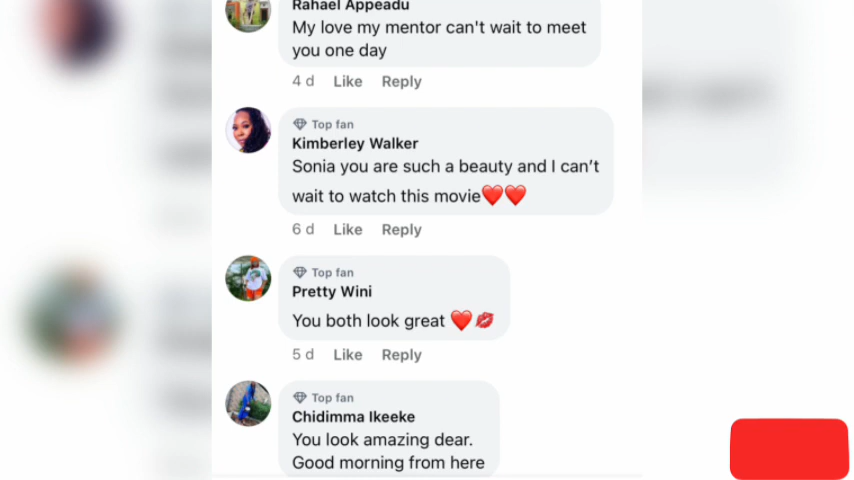 Rahael Appeadu
My love my mentor can't wait to meet
you one day
4 d Like Reply
Top fan
Kimberley Walker
Sonia you are such a beauty and I can't
wait to watch this movie❤️❤️
6 d Like Reply
Top fan
Pretty Wini
You both look great ❤️💋
5 d Like Reply
Top fan
Chidimma Ikeeke
You look amazing dear.
Good morning from here